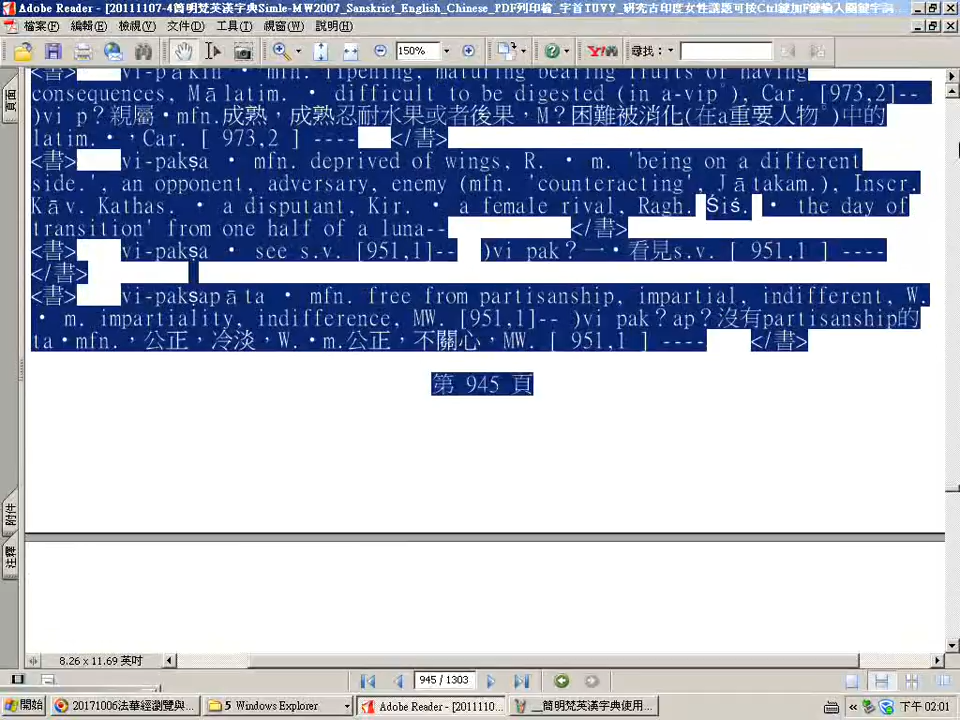 Adobe Reader - [20111107-4簡明梵英漢字典Simle-MW2007_Sanskrict_English_Chinese_PDF列印檔_字首TUVY_研究古印度女性議題可按Ctrl鍵加F鍵輸入關鍵字詞...
檔案(F) 編輯(E) 檢視(V) 文件(D) 工具(T) 視窗(W) 說明(H)
150% Y! 尋找:
頁面
<書> vi-pākin • mfn. ripening, maturing bearing fruits or having
consequences, Mālatim. • difficult to be digested (in a-vip°), Car. [973,2]--
)vi p?親屬•mfn.成熟,成熟忍耐水果或者後果,M?困難被消化(在a重要人物°)中的
latim.•,Car. [ 973,2 ] ---- </書>
<書> vi-pakṣa • mfn. deprived of wings, R. • m. 'being on a different
side.', an opponent, adversary, enemy (mfn. 'counteracting', Jātakam.), Inscr.
Kāv. Kathas. • a disputant, Kir. • a female rival, Ragh. Śiś. • the day of
transition' from one half of a luna-- </書>
<書> vi-pakṣa • see s.v. [951,1]-- )vi pak?一•看見s.v. [ 951,1 ] ----
</書>
<書> vi-pakṣapāta • mfn. free from partisanship, impartial, indifferent, W.
• m. impartiality, indifference, MW. [951,1]-- )vi pak?ap?沒有partisanship的
ta•mfn.,公正,冷淡,W.•m.公正,不關心,MW. [ 951,1 ] ---- </書>
第 945 頁
附件
注釋
8.26 x 11.69 英吋
945 / 1303
開始 20171006法華經瀏覽與... 5 Windows Explorer Adobe Reader - [2011110... __簡明梵英字典使用... 下午 02:01